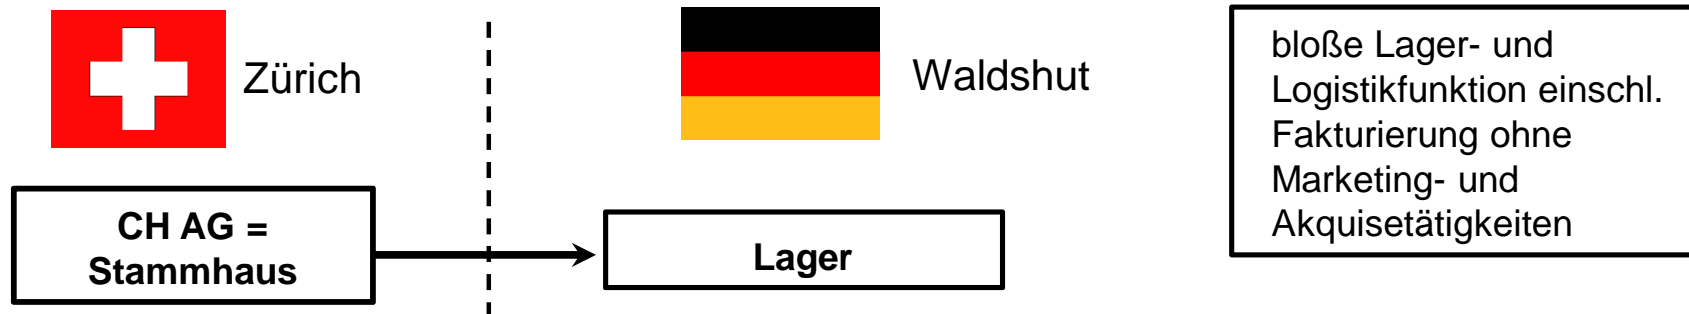 Zürich
Waldshut
CH AG =
Stammhaus
Lager
bloße Lager- und
Logistikfunktion einschl.
Fakturierung ohne
Marketing- und
Akquisetätigkeiten